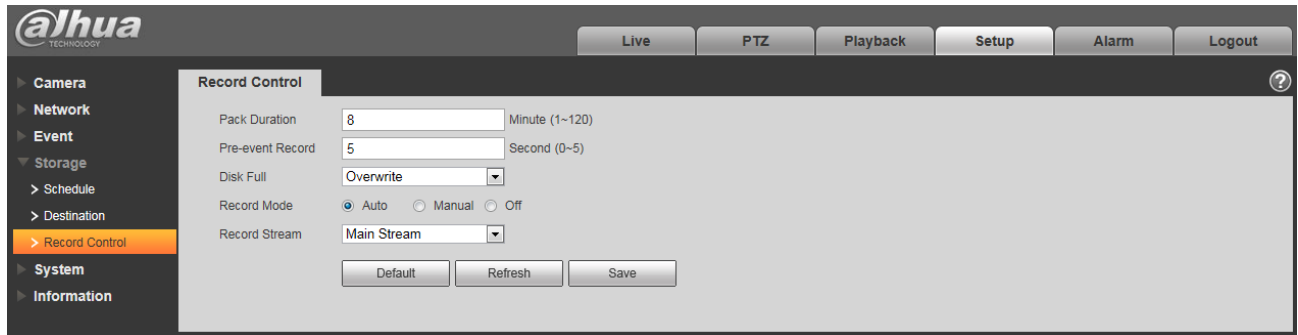 alhua
TECHNOLOGY
Live PTZ Playback Setup Alarm Logout
Camera
Network
Event
Storage
> Schedule
> Destination
> Record Control
System
Information
Record Control ?
Pack Duration 8 Minute (1~120)
Pre-event Record 5 Second (0~5)
Disk Full Overwrite
Record Mode Auto Manual Off
Record Stream Main Stream
Default Refresh Save